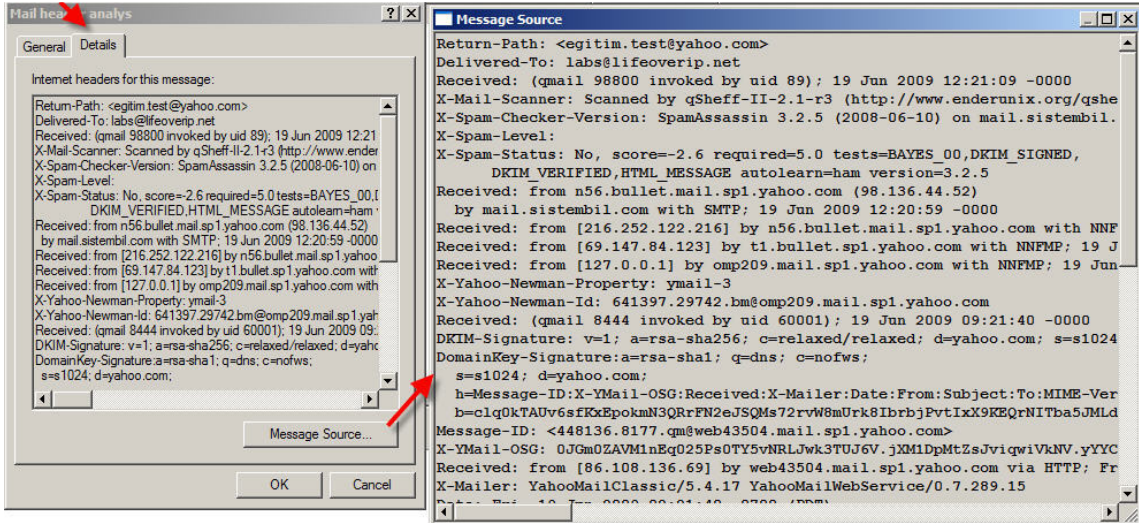 Mail header analys
General
Details
Internet headers for this message:
Return-Path: <egitim.test@yahoo.com>
Delivered-To: labs@lifeoverip.net
Received: (qmail 98800 invoked by uid 89); 19 Jun 2009 12:21
X-Mail-Scanner: Scanned by qSheff-II-2.1-r3 (http://www.ender
X-Spam-Checker-Version: SpamAssassin 3.2.5 (2008-06-10) on
X-Spam-Level:
X-Spam-Status: No, score=-2.6 required=5.0 tests=BAYES_00,D
DKIM_VERIFIED,HTML_MESSAGE autolearn=ham
Received: from n56.bullet.mail.sp1.yahoo.com (98.136.44.52)
by mail.sistembil.com with SMTP; 19 Jun 2009 12:20:59 -0000
Received: from [216.252.122.216] by n56.bullet.mail.sp1.yahoo
Received: from [69.147.84.123] by t1.bullet.sp1.yahoo.com with
Received: from [127.0.0.1] by omp209.mail.sp1.yahoo.com with
X-Yahoo-Newman-Property: ymail-3
X-Yahoo-Newman-Id: 641397.29742.bm@omp209.mail.sp1.yah
Received: (qmail 8444 invoked by uid 60001); 19 Jun 2009 09:
DKIM-Signature: v=1; a=rsa-sha256; c=relaxed/relaxed; d=yaho
DomainKey-Signature:a=rsa-sha1; q=dns; c=nofws;
s=s1024; d=yahoo.com;
Message Source...
OK
Cancel
Message Source
Return-Path: <egitim.test@yahoo.com>
Delivered-To: labs@lifeoverip.net
Received: (qmail 98800 invoked by uid 89); 19 Jun 2009 12:21:09 -0000
X-Mail-Scanner: Scanned by qSheff-II-2.1-r3 (http://www.enderunix.org/qshe
X-Spam-Checker-Version: SpamAssassin 3.2.5 (2008-06-10) on mail.sistembil.
X-Spam-Level:
X-Spam-Status: No, score=-2.6 required=5.0 tests=BAYES_00,DKIM_SIGNED,
DKIM_VERIFIED,HTML_MESSAGE autolearn=ham version=3.2.5
Received: from n56.bullet.mail.sp1.yahoo.com (98.136.44.52)
by mail.sistembil.com with SMTP; 19 Jun 2009 12:20:59 -0000
Received: from [216.252.122.216] by n56.bullet.mail.sp1.yahoo.com with NNF
Received: from [69.147.84.123] by t1.bullet.sp1.yahoo.com with NNFMP; 19 J
Received: from [127.0.0.1] by omp209.mail.sp1.yahoo.com with NNFMP; 19 Jun
X-Yahoo-Newman-Property: ymail-3
X-Yahoo-Newman-Id: 641397.29742.bm@omp209.mail.sp1.yahoo.com
Received: (qmail 8444 invoked by uid 60001); 19 Jun 2009 09:21:40 -0000
DKIM-Signature: v=1; a=rsa-sha256; c=relaxed/relaxed; d=yahoo.com; s=s1024
DomainKey-Signature:a=rsa-sha1; q=dns; c=nofws;
s=s1024; d=yahoo.com;
h=Message-ID:X-YMail-OSG:Received:X-Mailer:Date:From:Subject:To:MIME-Ver
b=clq0kTAUv6sfKxEpokmN3QRrFN2eJSQMs72rvW8mUrk8IbrbjPvtIxX9KEQrNITba5JMLd
Message-ID: <448136.8177.qm@web43504.mail.sp1.yahoo.com>
X-YMail-OSG: 0JGm0ZAVM1nEq025Ps0TY5vNRLJwk3TUJ6V.jXM1DpMtZsJviqwiVkNV.yYYC
Received: from [86.108.136.69] by web43504.mail.sp1.yahoo.com via HTTP; Fr
X-Mailer: YahooMailClassic/5.4.17 YahooMailWebService/0.7.289.15